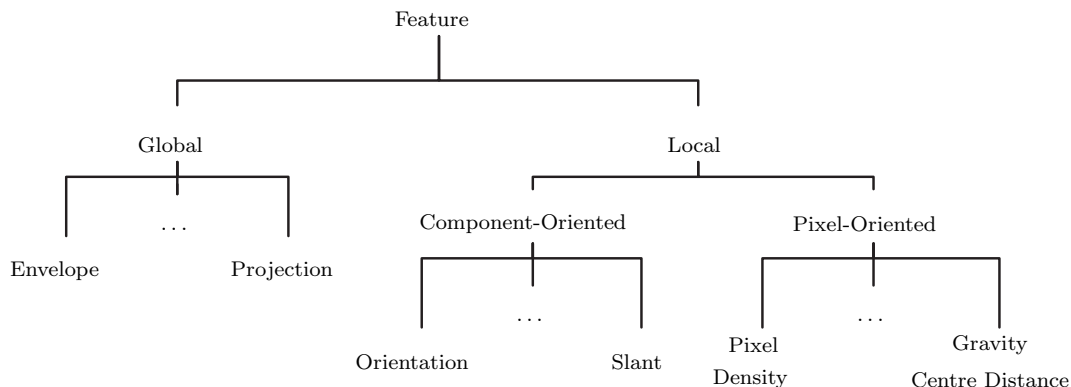 Feature
Global
Local
Component-Oriented
Pixel-Oriented
...
Envelope
Projection
...
...
Orientation
Slant
Pixel
Density
Gravity
Centre Distance